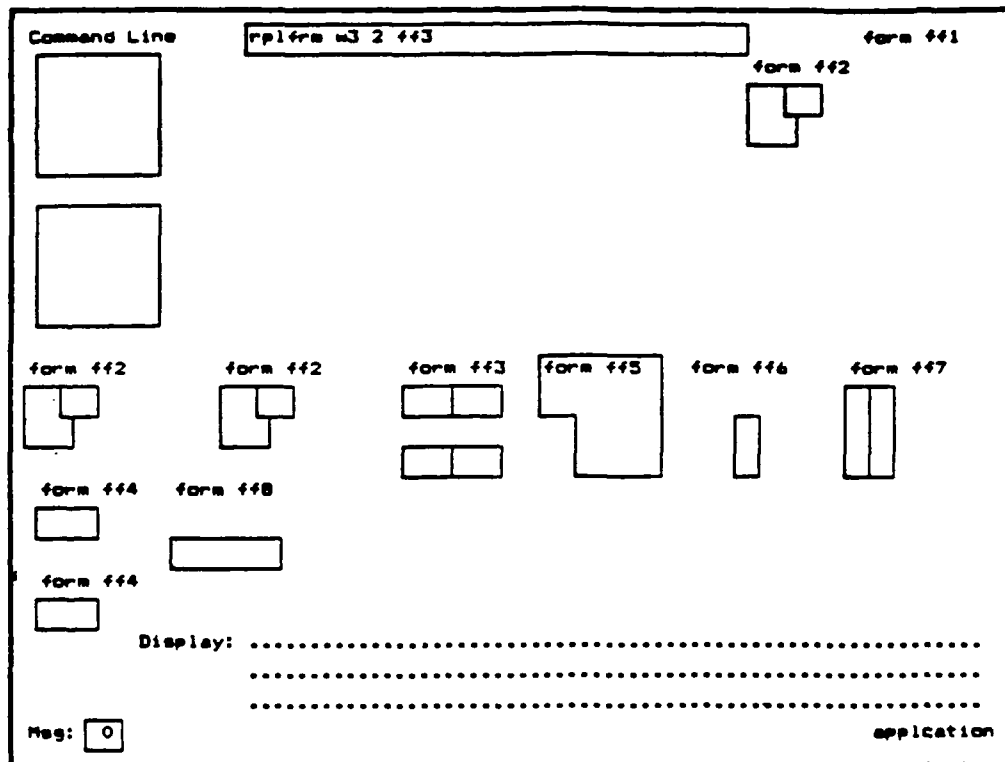 Command Line rplfrm w3 2 ff3 form ff1
form ff2
form ff2 form ff2 form ff3 form ff5 form ff6 form ff7
form ff4 form ff8
form ff4
Display: ............................................................
............................................................
............................................................
Msg: 0 applcation